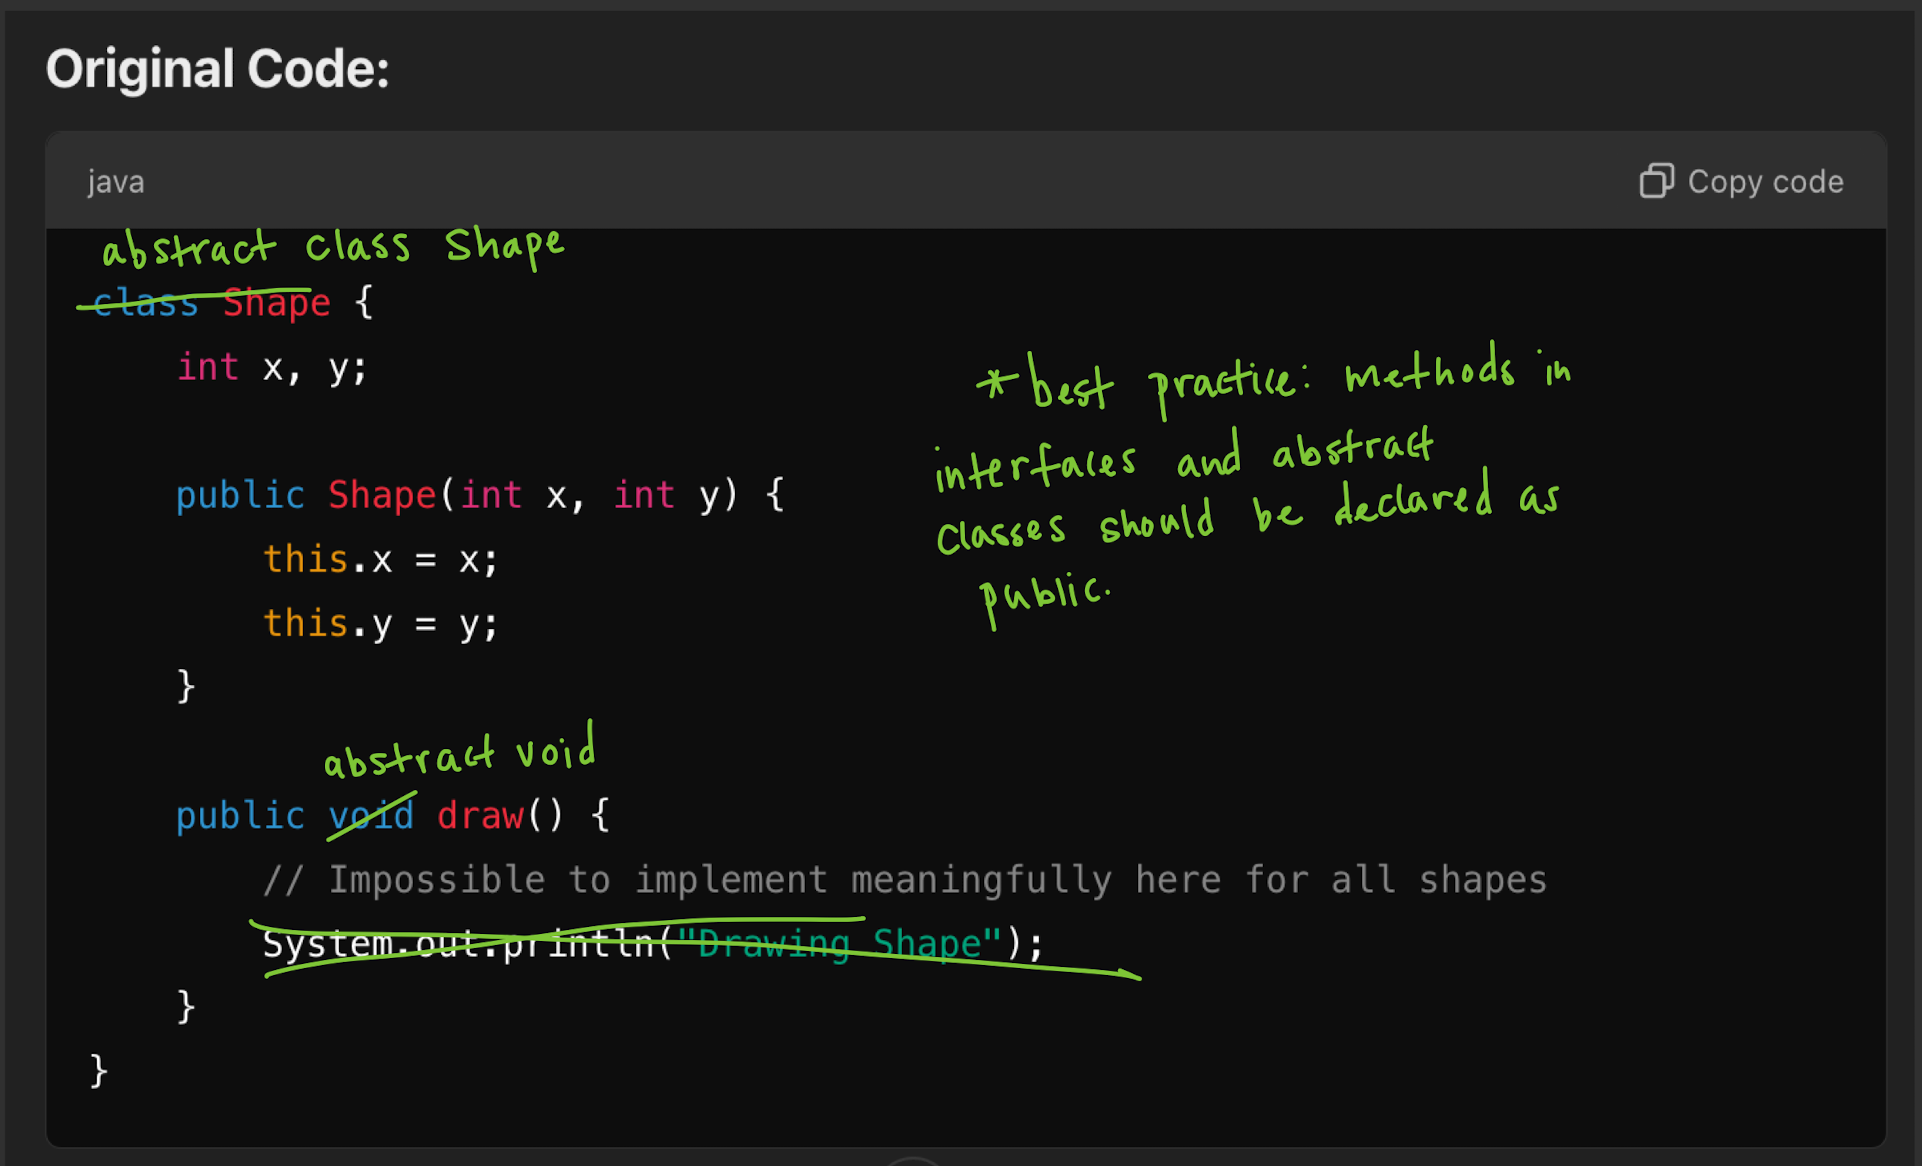 Original Code:
java
Copy code
abstract class Shape
class Shape {
int x, y;
*best practice: methods in
interfaces and abstract
classes should be declared as
public.
public Shape(int x, int y) {
this.x = x;
this.y = y;
}
abstract void
public void draw() {
// Impossible to implement meaningfully here for all shapes
System.out.println("Drawing Shape");
}
}